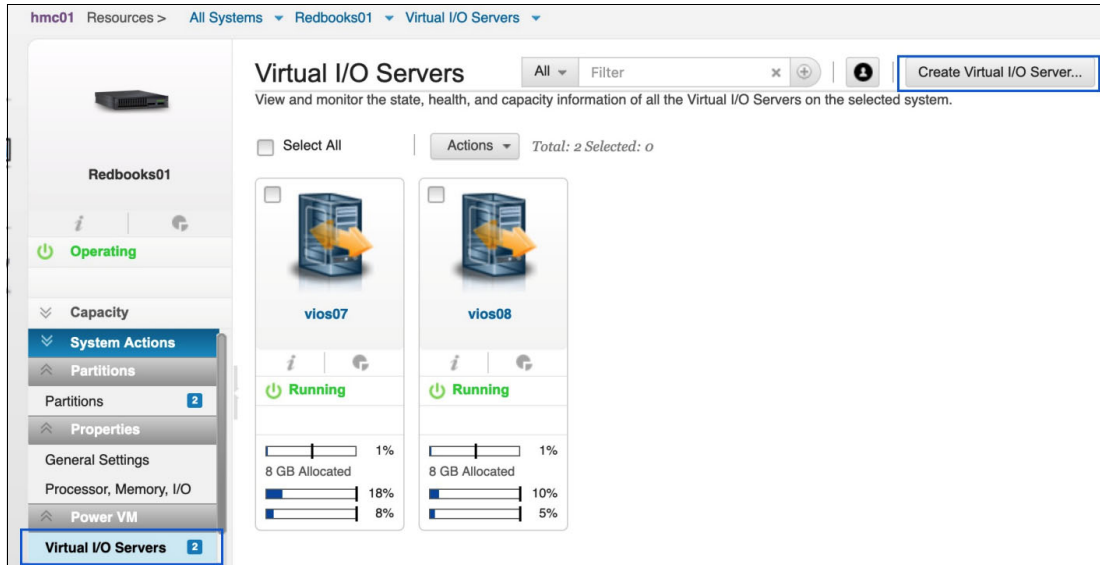 hmc01 Resources > All Systems Redbooks01 Virtual I/O Servers
Redbooks01
i
Operating
Capacity
System Actions
Partitions
Partitions 2
Properties
General Settings
Processor, Memory, I/O
Power VM
Virtual I/O Servers 2
Virtual I/O Servers
All Filter
Create Virtual I/O Server...
View and monitor the state, health, and capacity information of all the Virtual I/O Servers on the selected system.
Select All Actions Total: 2 Selected: 0
vios07
i
Running
1%
8 GB Allocated
18%
8%
vios08
i
Running
1%
8 GB Allocated
10%
5%